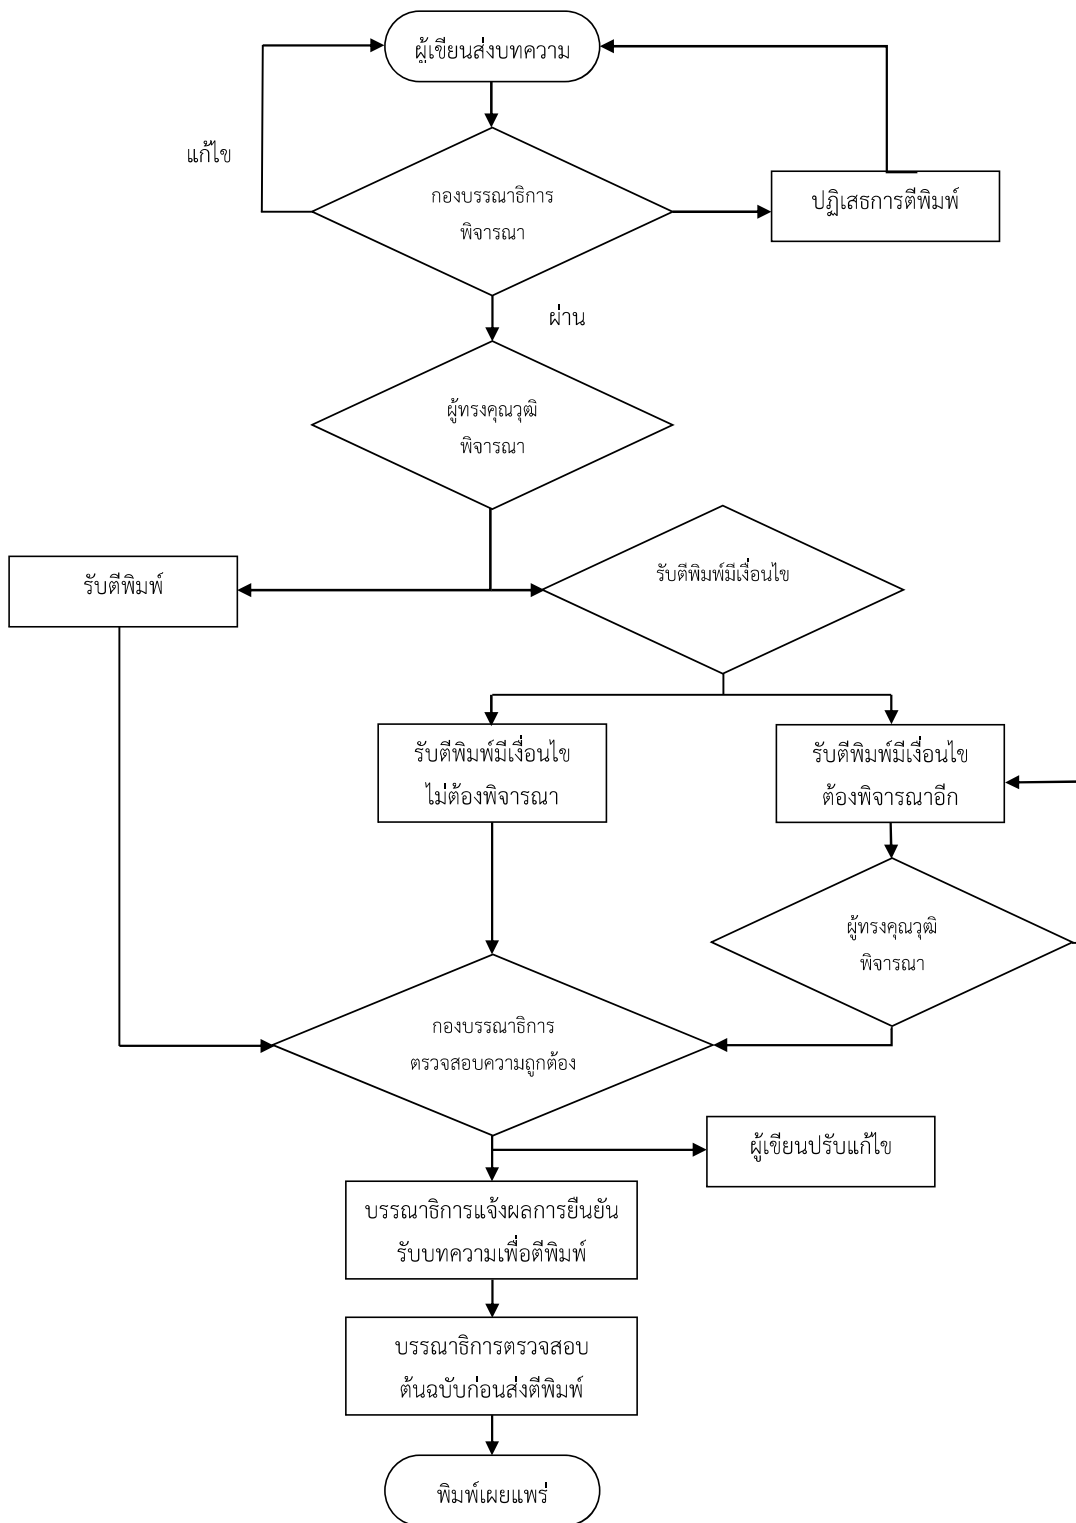 ผู้เขียนส่งบทความ
แก้ไข
กองบรรณาธิการ
พิจารณา
ปฏิเสธการตีพิมพ์
ผ่าน
ผู้ทรงคุณวุฒิ
พิจารณา
รับตีพิมพ์
รับตีพิมพ์มีเงื่อนไข
รับตีพิมพ์มีเงื่อนไข
ไม่ต้องพิจารณา
รับตีพิมพ์มีเงื่อนไข
ต้องพิจารณาอีก
ผู้ทรงคุณวุฒิ
พิจารณา
กองบรรณาธิการ
ตรวจสอบความถูกต้อง
ผู้เขียนปรับแก้ไข
บรรณาธิการแจ้งผลการยืนยัน
รับบทความเพื่อตีพิมพ์
บรรณาธิการตรวจสอบ
ต้นฉบับก่อนส่งตีพิมพ์
พิมพ์เผยแพร่